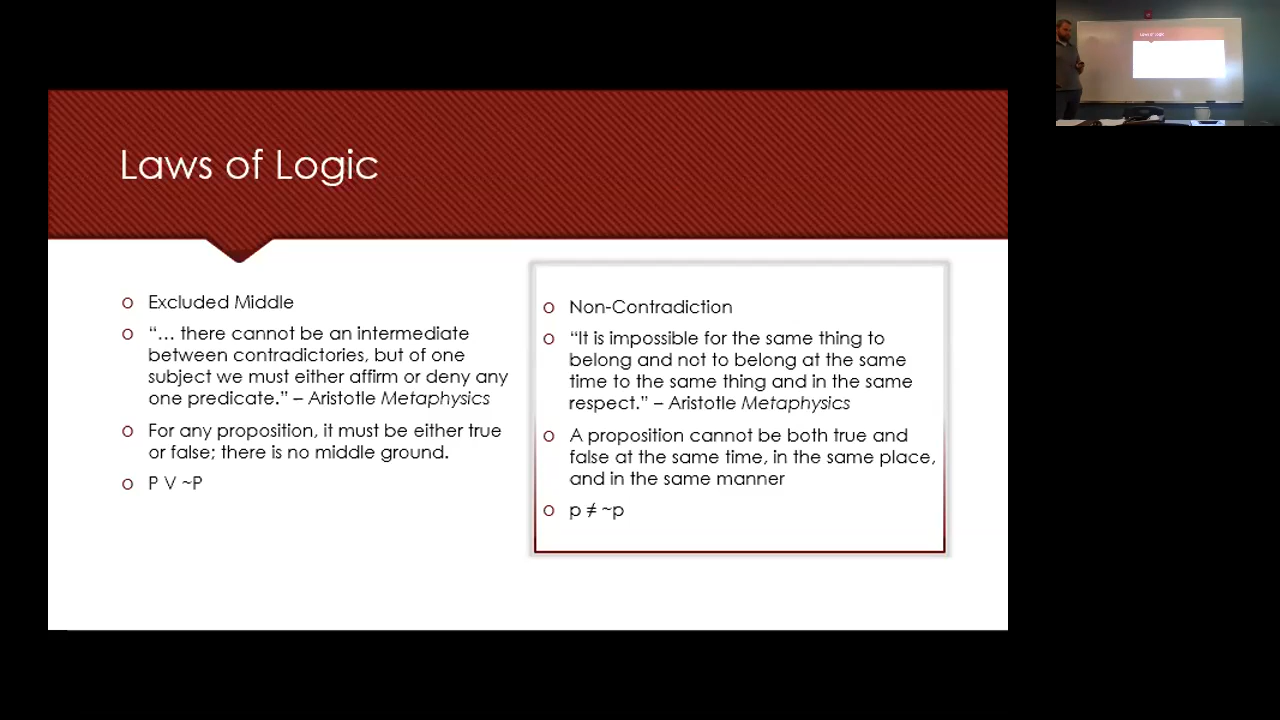 Laws of Logic
o Excluded Middle
o "... there cannot be an intermediate
between contradictories, but of one
subject we must either affirm or deny any
one predicate." – Aristotle Metaphysics
o For any proposition, it must be either true
or false; there is no middle ground.
o P V ~P
o Non-Contradiction
o "It is impossible for the same thing to
belong and not to belong at the same
time to the same thing and in the same
respect." – Aristotle Metaphysics
o A proposition cannot be both true and
false at the same time, in the same place,
and in the same manner
o p ≠ ~p
Laws of Logic